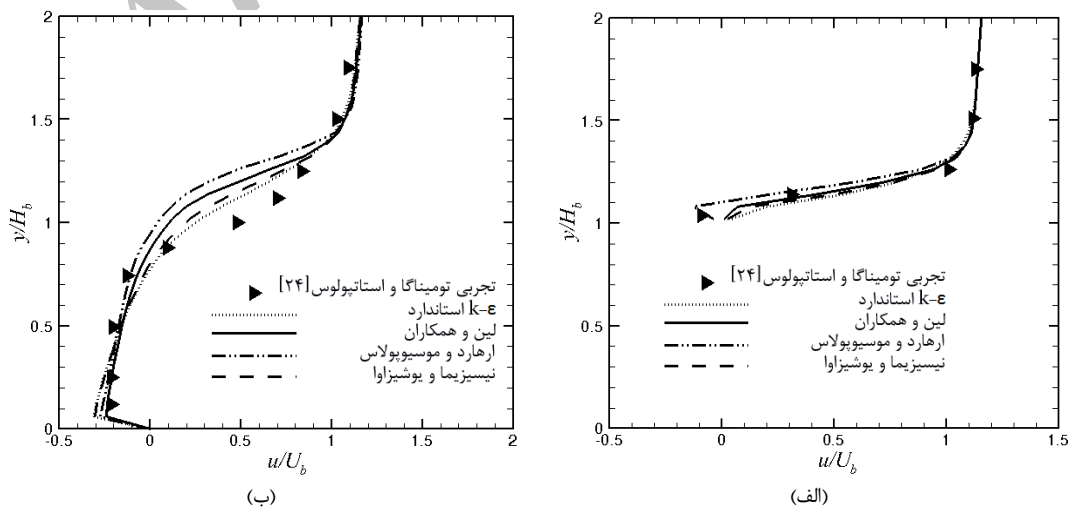 2
1.5
1
0.5
0
y/H_b
-0.5
0
0.5
1
1.5
2
u/U_b
تجربی تومیناگا و استاتپولوس [۲۴]
k-ε استاندارد
لین و همکاران
ارهارد و موسیوپولاس
نیسیزیما و یوشیزاوا
(ب)
2
1.5
1
0.5
0
y/H_b
-0.5
0
0.5
1
1.5
u/U_b
تجربی تومیناگا و استاتپولوس [۲۴]
k-ε استاندارد
لین و همکاران
ارهارد و موسیوپولاس
نیسیزیما و یوشیزاوا
(الف)